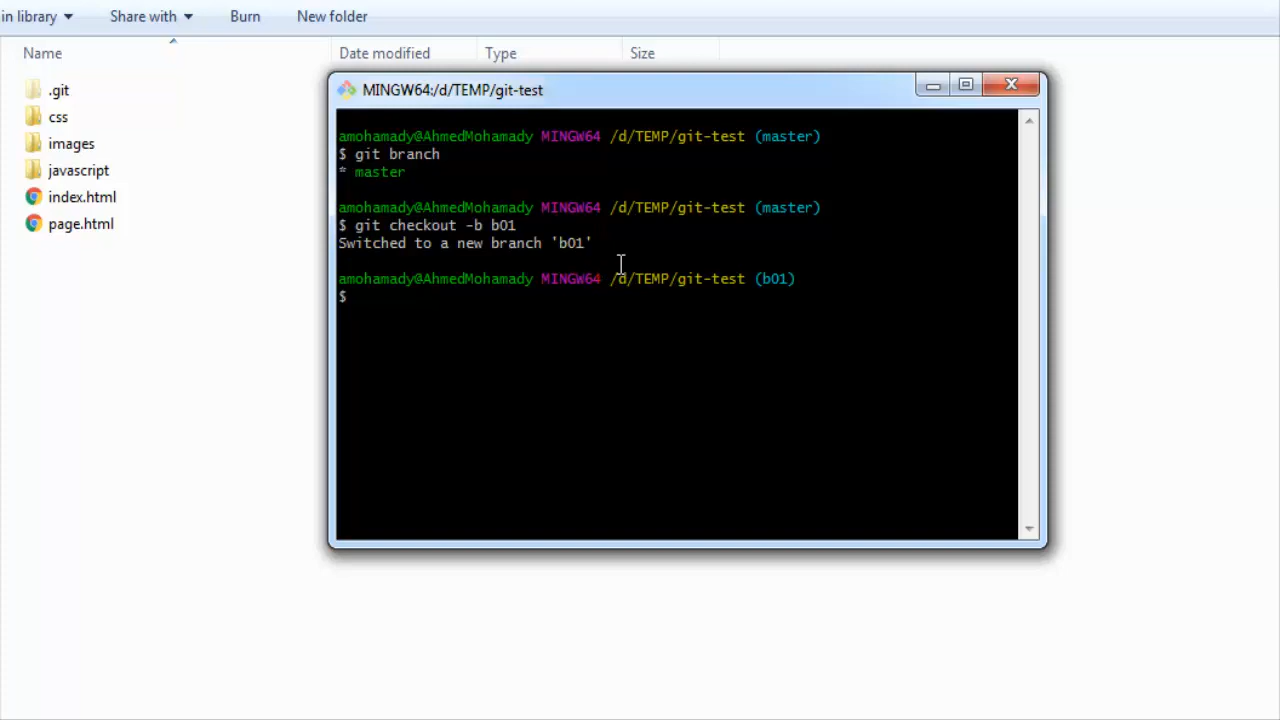 in library Share with Burn New folder
Name Date modified Type Size
.git
css
images
javascript
index.html
page.html
MINGW64:/d/TEMP/git-test
amohamady@AhmedMohamady MINGW64 /d/TEMP/git-test (master)
$ git branch
* master
amohamady@AhmedMohamady MINGW64 /d/TEMP/git-test (master)
$ git checkout -b b01
Switched to a new branch 'b01'
amohamady@AhmedMohamady MINGW64 /d/TEMP/git-test (b01)
$